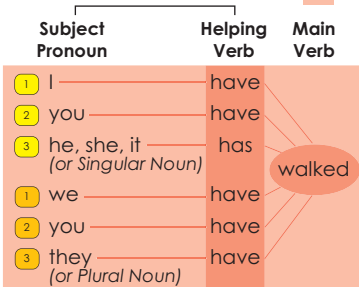 Subject Pronoun Helping Verb Main Verb
1 I have
2 you have
3 he, she, it has
(or Singular Noun)
walked
1 we have
2 you have
3 they have
(or Plural Noun)